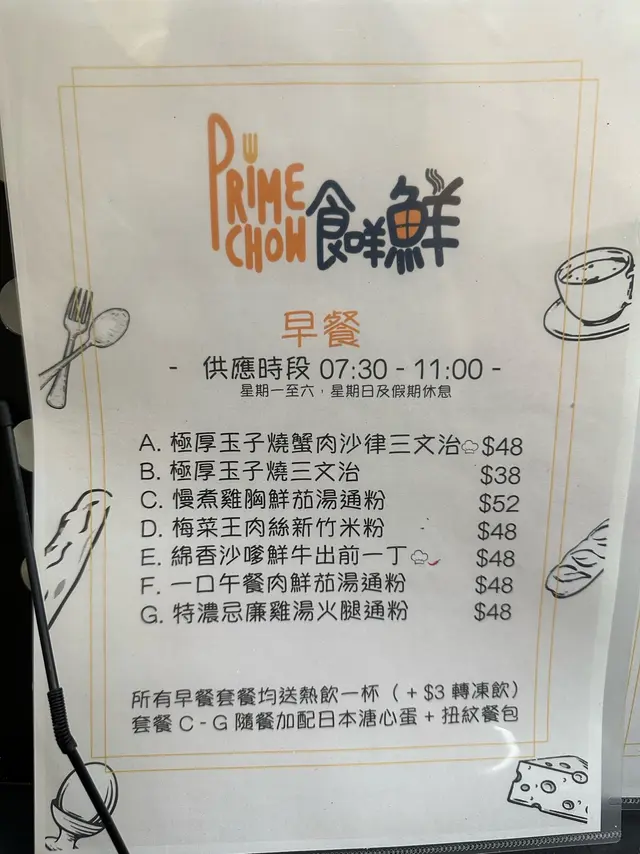 PRIME
CHOW 食咩鮮
早餐
- 供應時段 07:30 - 11:00 -
星期一至六，星期日及假期休息
A. 極厚玉子燒蟹肉沙律三文治 $48
B. 極厚玉子燒三文治 $38
C. 慢煮雞胸鮮茄湯通粉 $52
D. 梅菜王肉絲新竹米粉 $48
E. 綿香沙嗲鮮牛出前一丁 $48
F. 一口午餐肉鮮茄湯通粉 $48
G. 特濃忌廉雞湯火腿通粉 $48
所有早餐套餐均送熱飲一杯（+$3 轉凍飲）
套餐 C - G 隨餐加配日本溏心蛋 + 扭紋餐包